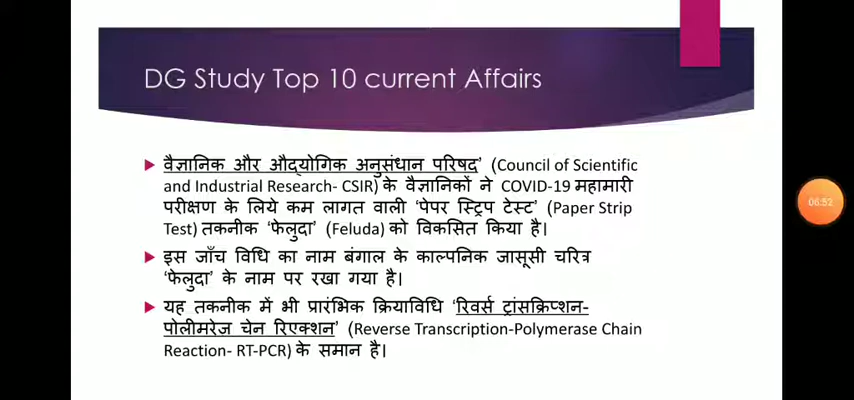 DG Study Top 10 current Affairs
वैज्ञानिक और औद्योगिक अनुसंधान परिषद' (Council of Scientific
and Industrial Research- CSIR) के वैज्ञानिकों ने COVID-19 महामारी
परीक्षण के लिये कम लागत वाली 'पेपर स्ट्रिप टेस्ट' (Paper Strip
Test) तकनीक 'फेलुदा' (Feluda) को विकसित किया है।
इस जाँच विधि का नाम बंगाल के काल्पनिक जासूसी चरित्र
'फेलुदा' के नाम पर रखा गया है।
यह तकनीक में भी प्रारंभिक क्रियाविधि 'रिवर्स ट्रांसक्रिप्शन-
पोलीमरेज चेन रिएक्शन' (Reverse Transcription-Polymerase Chain
Reaction- RT-PCR) के समान है।
06:52